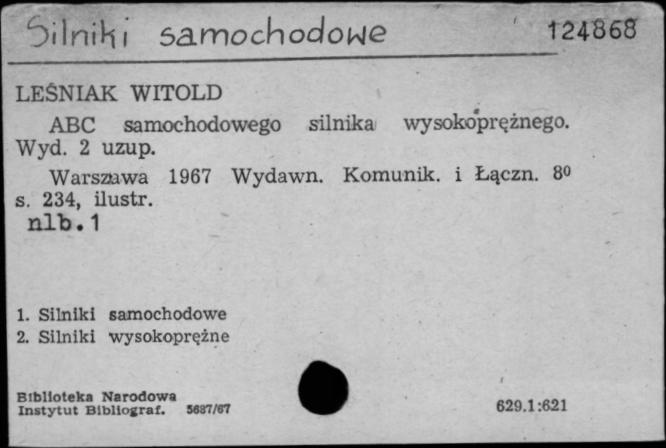 Silniki samochodowe
124868
LEŚNIAK WITOLD
ABC samochodowego silnika wysokoprężnego.
Wyd. 2 uzup.
Warszawa 1967 Wydawn. Komunik. i Łączn. 8º
s. 234, ilustr.
nlb.1
1. Silniki samochodowe
2. Silniki wysokoprężne
Biblioteka Narodowa
Instytut Bibliograf. 5687/67
629.1:621